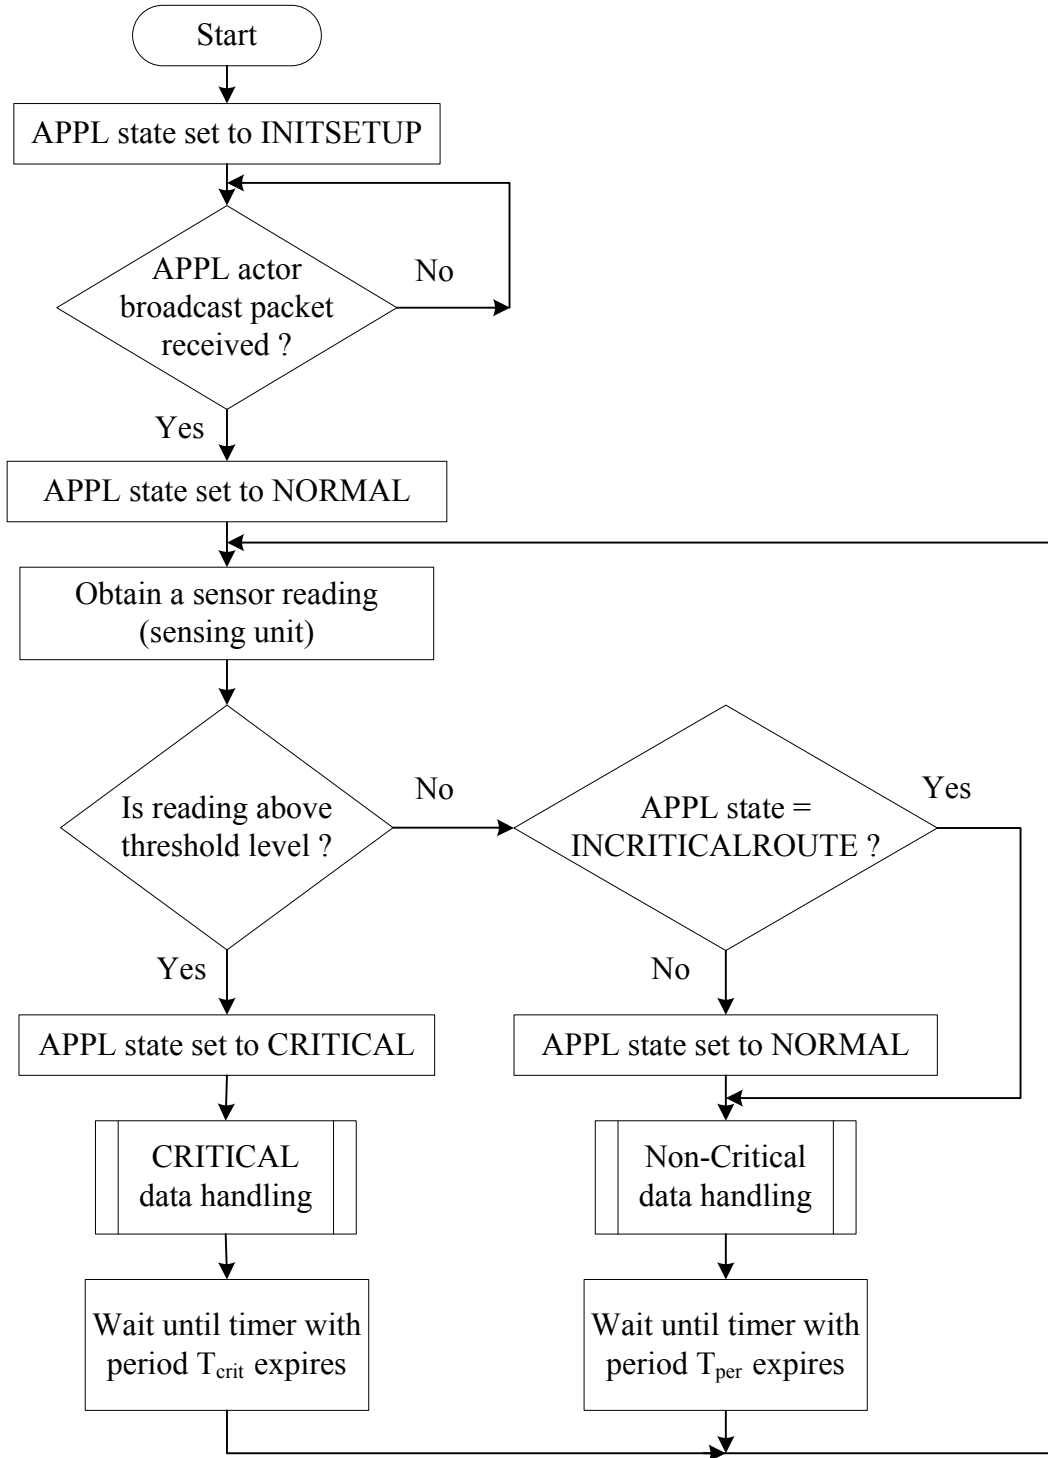 Start
APPL state set to INITSETUP
APPL actor
broadcast packet
received ?
No
Yes
APPL state set to NORMAL
Obtain a sensor reading
(sensing unit)
Is reading above
threshold level ?
No
APPL state =
INCRITICALROUTE ?
Yes
Yes
No
APPL state set to CRITICAL
APPL state set to NORMAL
CRITICAL
data handling
Non-Critical
data handling
Wait until timer with
period Tcrit expires
Wait until timer with
period Tper expires